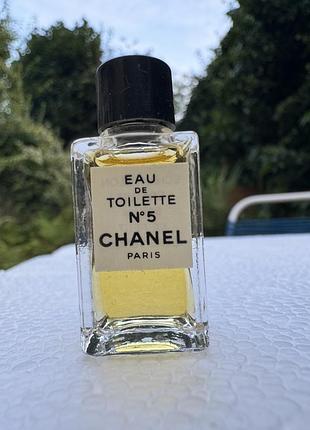 EAU
DE
TOILETTE
N°5
CHANEL
PARIS